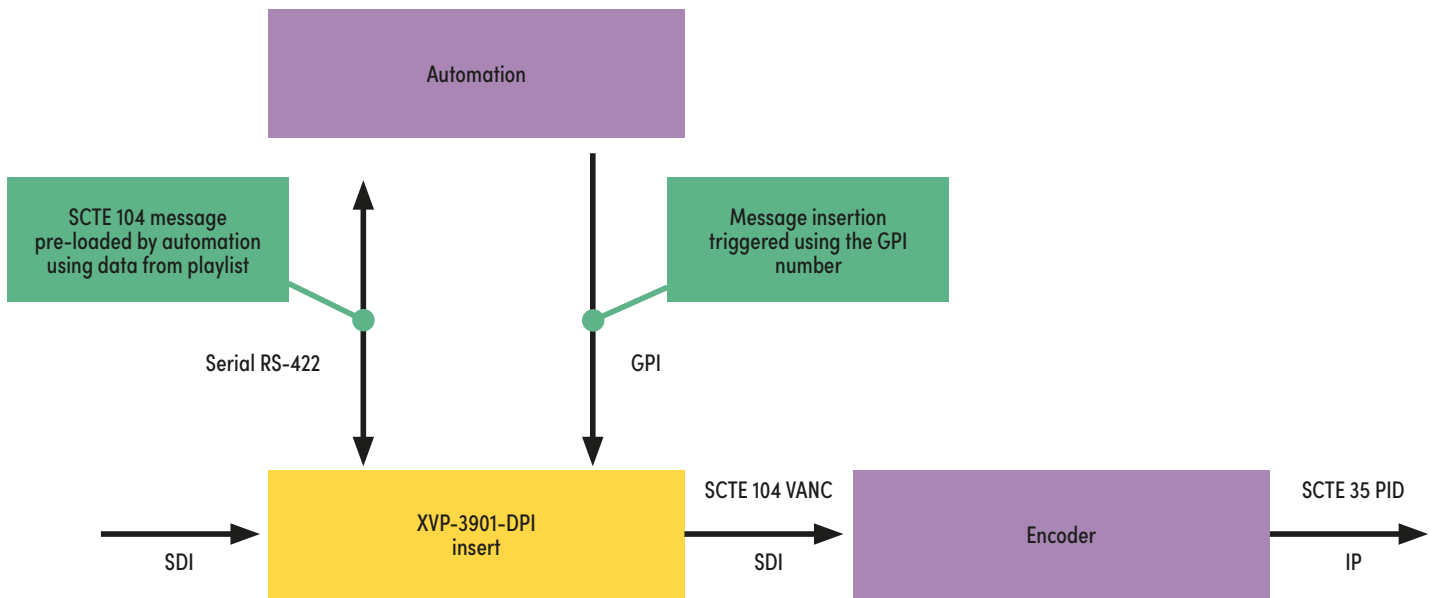 Automation
SCTE 104 message
pre-loaded by automation
using data from playlist
Message insertion
triggered using the GPI
number
Serial RS-422
GPI
SDI
XVP-3901-DPI
insert
SCTE 104 VANC
SDI
Encoder
SCTE 35 PID
IP